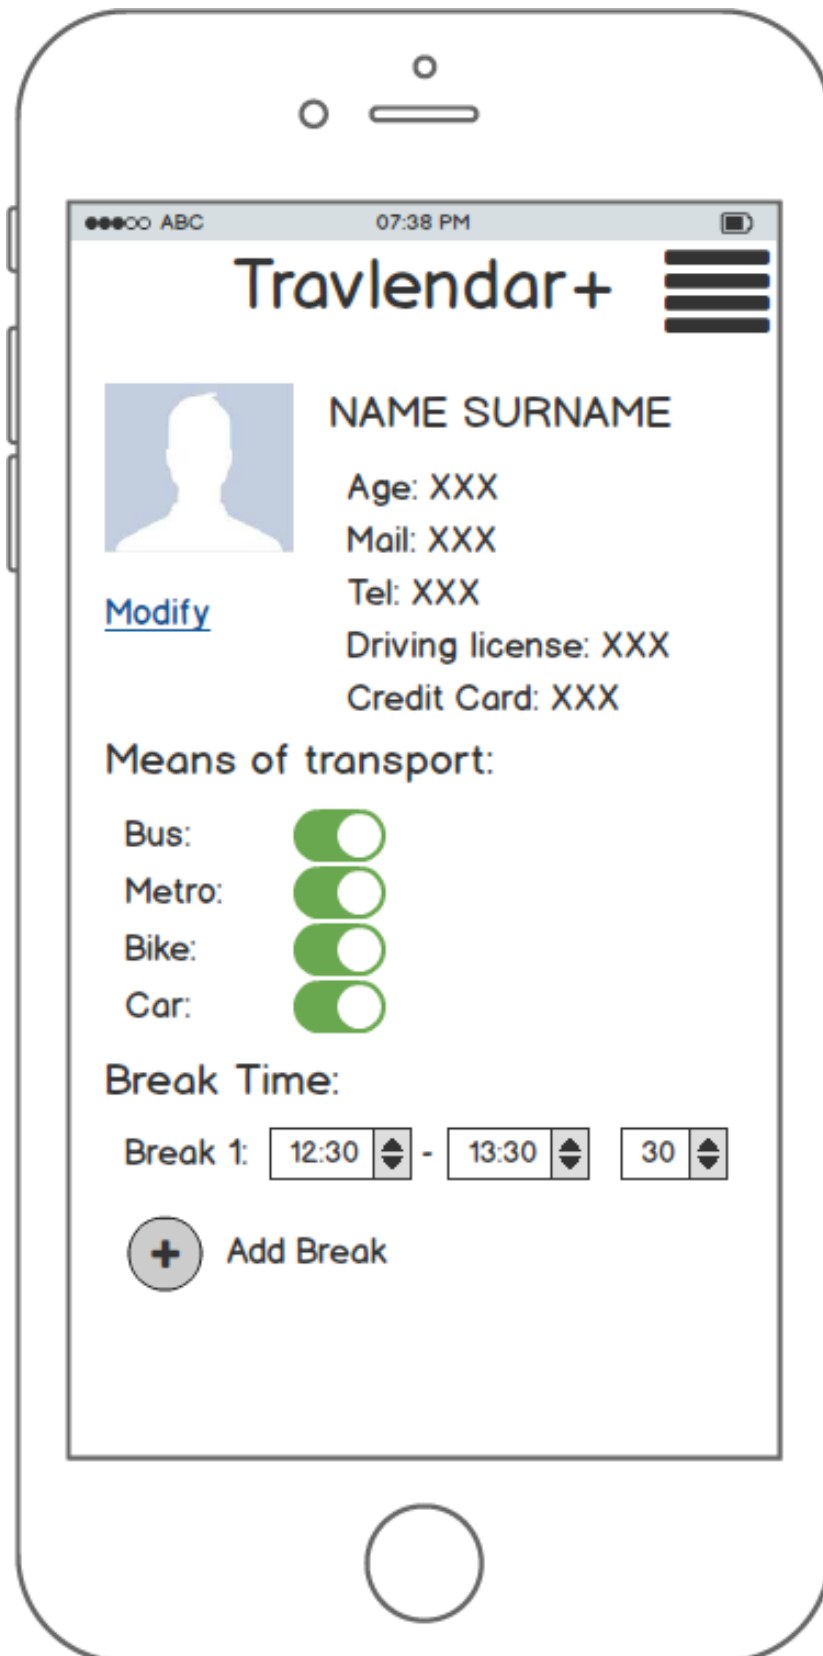 ABC 07:38 PM
Travlendar+
NAME SURNAME
Age: XXX
Mail: XXX
Tel: XXX
Modify
Driving license: XXX
Credit Card: XXX
Means of transport:
Bus:
Metro:
Bike:
Car:
Break Time:
Break 1: 12:30 - 13:30 30
+ Add Break